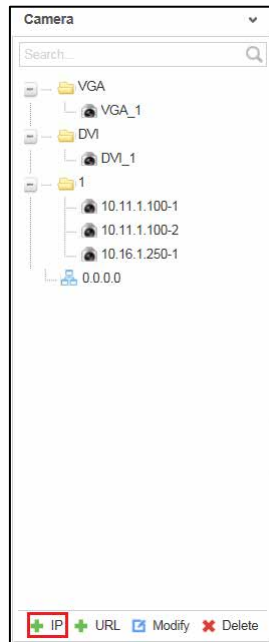 Camera
Search...
VGA
VGA_1
DVI
DVI_1
1
10.11.1.100-1
10.11.1.100-2
10.16.1.250-1
0.0.0.0
IP URL Modify Delete